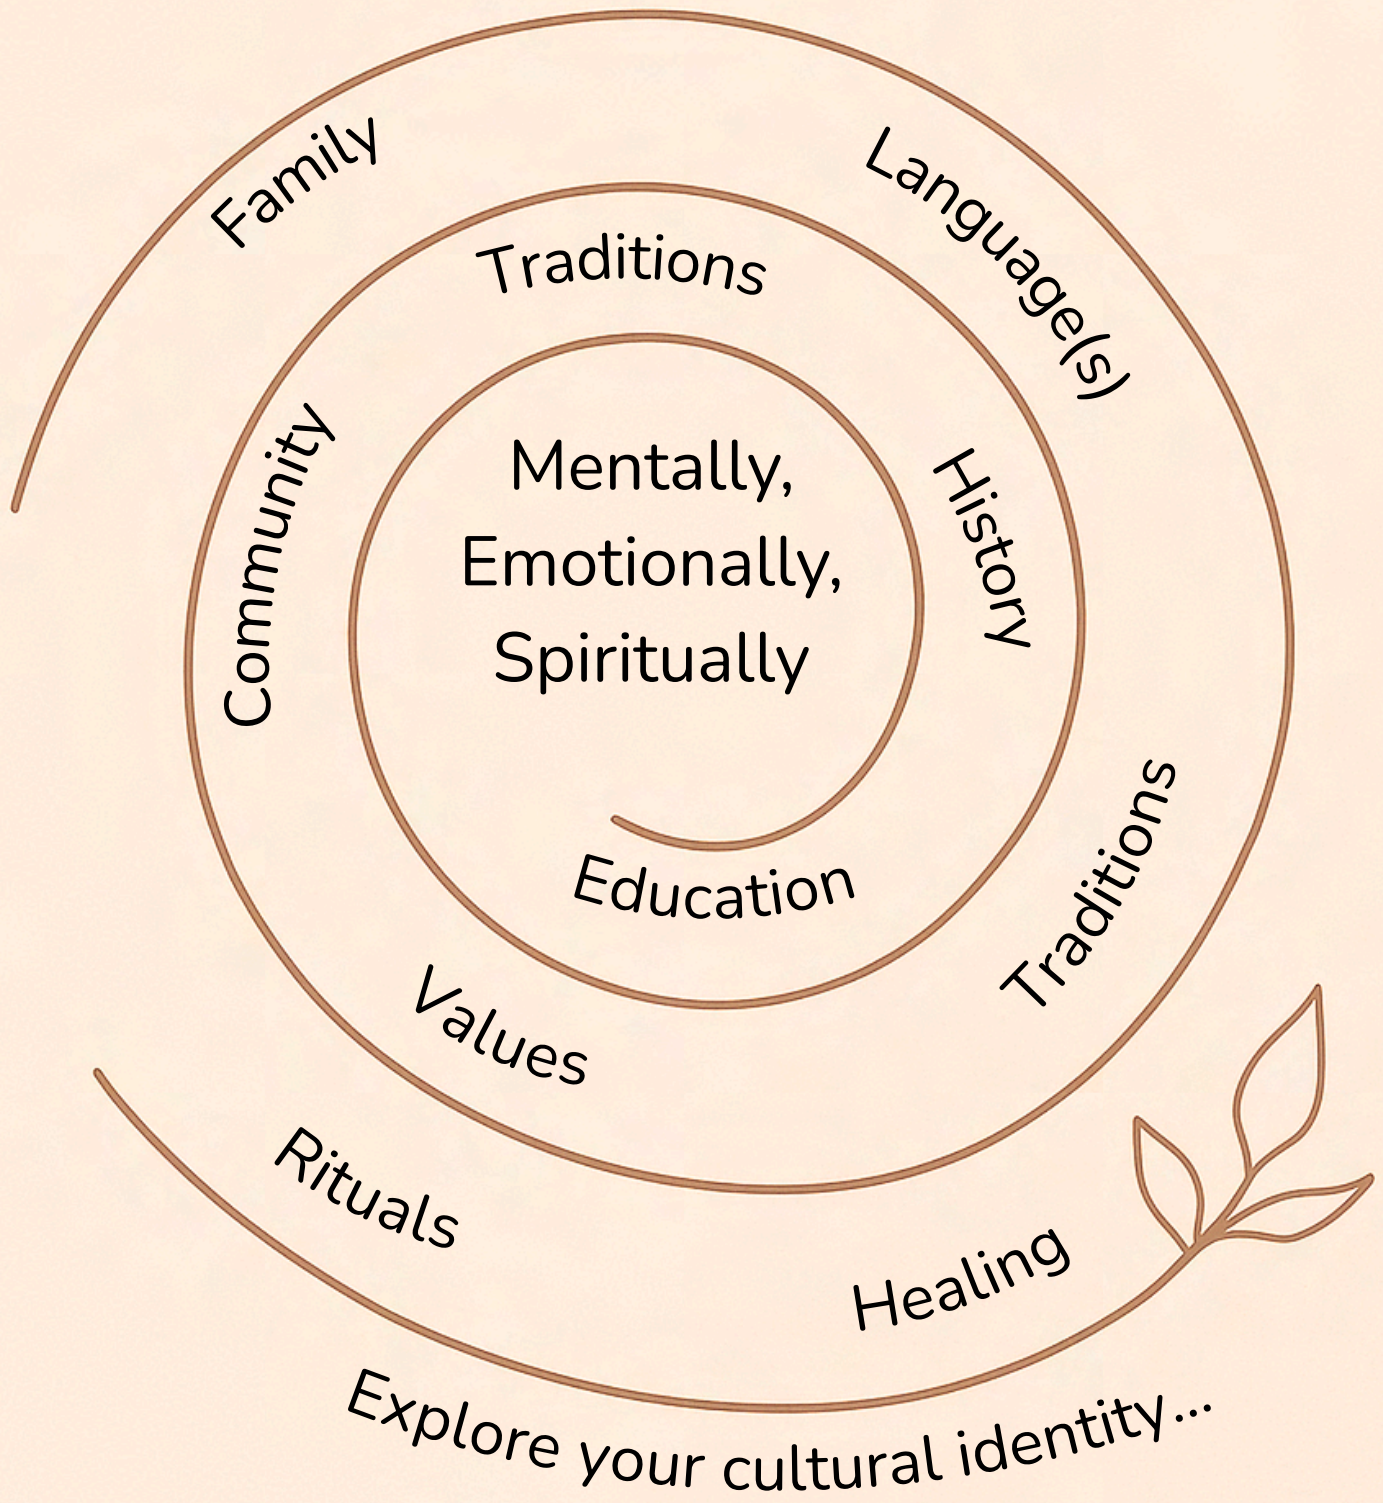 Family
Language(s)
Traditions
Community
History
Mentally,
Emotionally,
Spiritually
Education
Traditions
Values
Rituals
Healing
Explore your cultural identity...